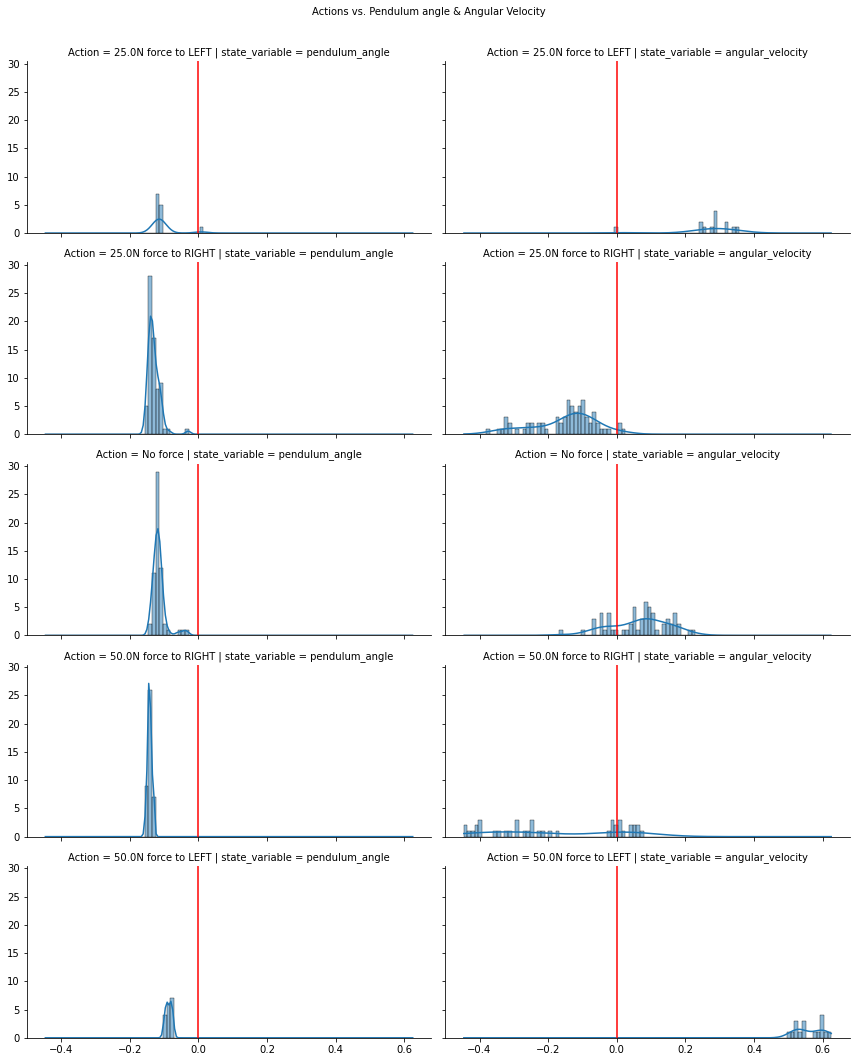 Actions vs. Pendulum angle & Angular Velocity
Action = 25.0N force to LEFT | state_variable = pendulum_angle
Action = 25.0N force to LEFT | state_variable = angular_velocity
30
25
20
15
10
5
0
Action = 25.0N force to RIGHT | state_variable = pendulum_angle
Action = 25.0N force to RIGHT | state_variable = angular_velocity
30
25
20
15
10
5
0
Action = No force | state_variable = pendulum_angle
Action = No force | state_variable = angular_velocity
30
25
20
15
10
5
0
Action = 50.0N force to RIGHT | state_variable = pendulum_angle
Action = 50.0N force to RIGHT | state_variable = angular_velocity
30
25
20
15
10
5
0
Action = 50.0N force to LEFT | state_variable = pendulum_angle
Action = 50.0N force to LEFT | state_variable = angular_velocity
30
25
20
15
10
5
0
−0.4 −0.2 0.0 0.2 0.4 0.6
−0.4 −0.2 0.0 0.2 0.4 0.6